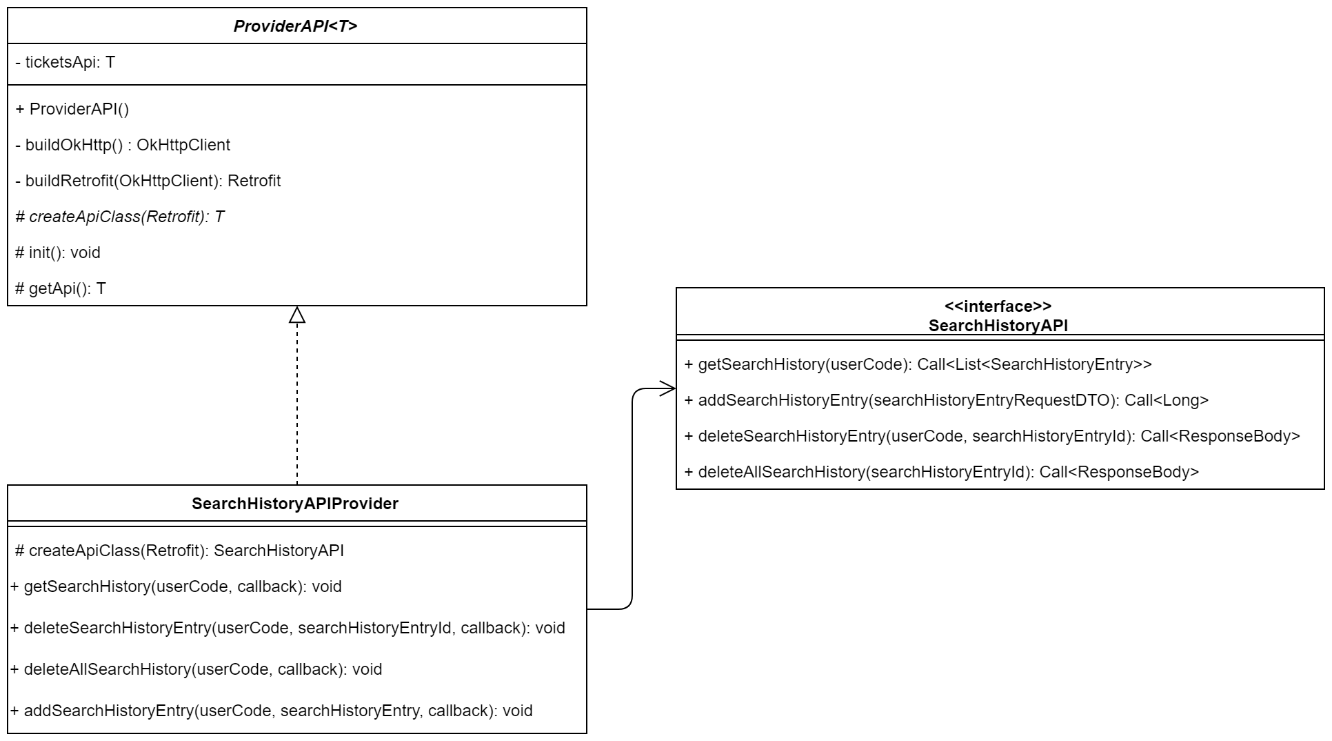 ProviderAPI<T>
- ticketsApi: T
+ ProviderAPI()
- buildOkHttp() : OkHttpClient
- buildRetrofit(OkHttpClient): Retrofit
# createApiClass(Retrofit): T
# init(): void
# getApi(): T
<<interface>>
SearchHistoryAPI
+ getSearchHistory(userCode): Call<List<SearchHistoryEntry>>
+ addSearchHistoryEntry(searchHistoryEntryRequestDTO): Call<Long>
+ deleteSearchHistoryEntry(userCode, searchHistoryEntryId): Call<ResponseBody>
+ deleteAllSearchHistory(searchHistoryEntryId): Call<ResponseBody>
SearchHistoryAPIProvider
# createApiClass(Retrofit): SearchHistoryAPI
+ getSearchHistory(userCode, callback): void
+ deleteSearchHistoryEntry(userCode, searchHistoryEntryId, callback): void
+ deleteAllSearchHistory(userCode, callback): void
+ addSearchHistoryEntry(userCode, searchHistoryEntry, callback): void